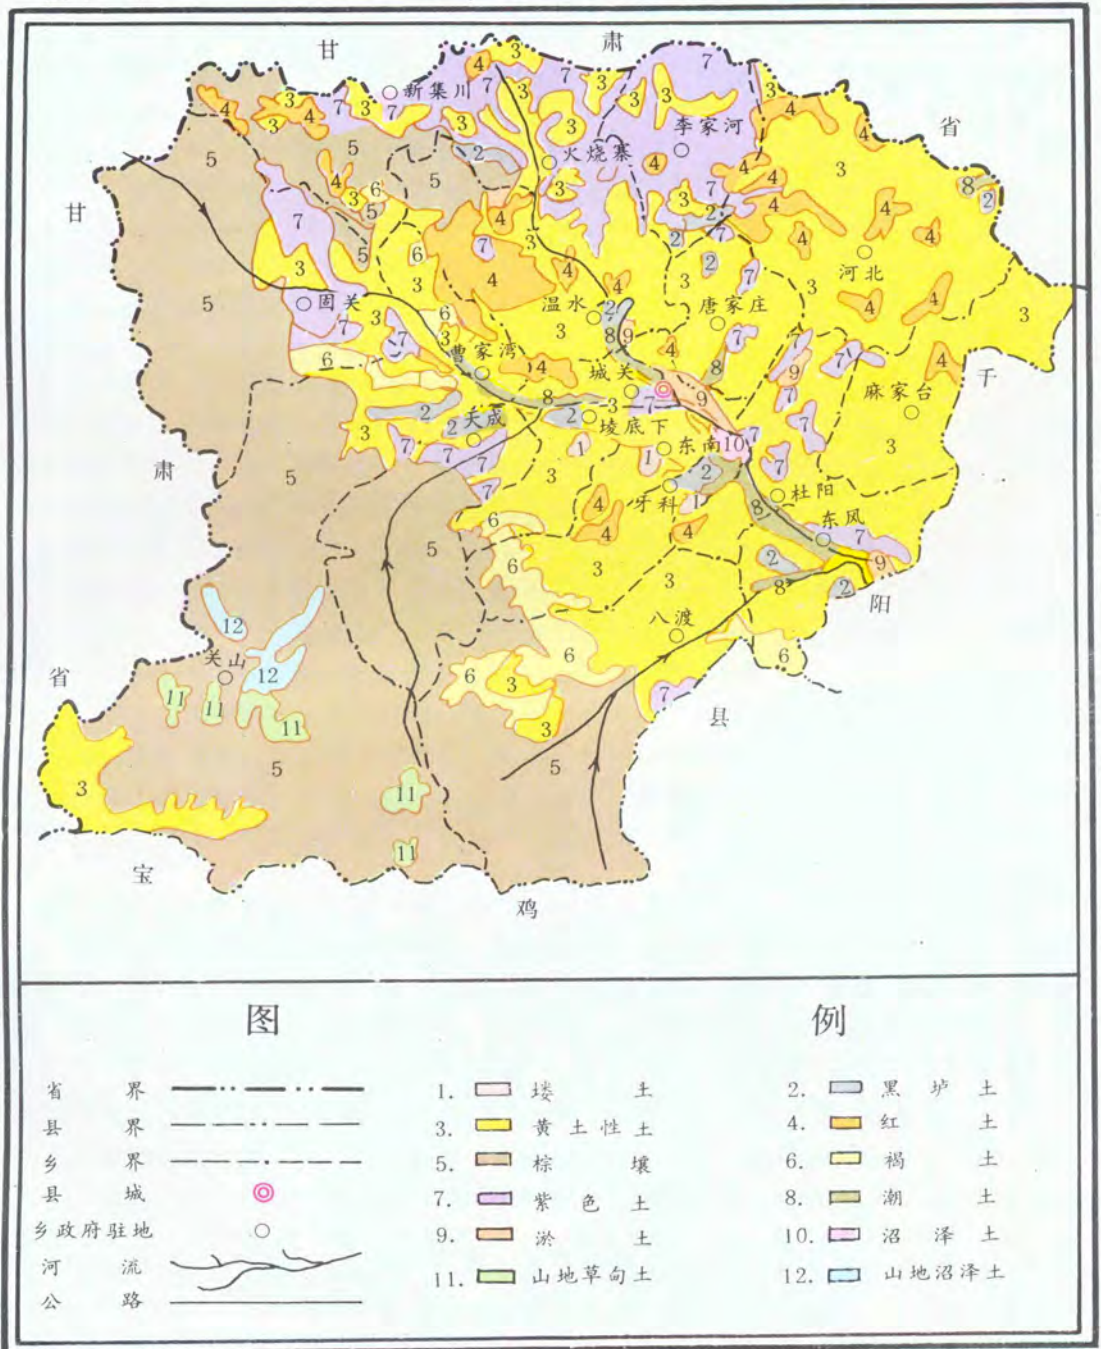 甘 肃
新集川
李家河
省
火烧寨
甘
河北
固关
温水
唐家庄
曹家湾
城关
千
麻家台
天成
堎底下
东南
肃
牙科
杜阳
东风
阳
八渡
关山
省
县
宝
鸡
图 例
省 界
县 界
乡 界
县 城
乡政府驻地
河 流
公 路
1. 塿 土
2. 黑垆土
3. 黄土性土
4. 红 土
5. 棕 壤
6. 褐 土
7. 紫色土
8. 潮 土
9. 淤 土
10. 沼泽土
11. 山地草甸土
12. 山地沼泽土